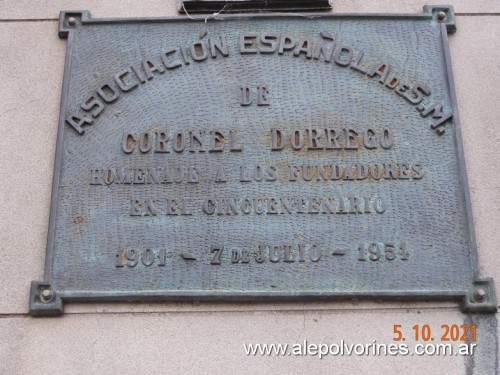 ASOCIACIÓN ESPAÑOLA DE S.M.
DE
CORONEL DORREGO
HOMENAJE A LOS FUNDADORES
EN EL CINCUENTENARIO
1901 - 7 DE JULIO - 1951
5.10.2021
www.alepolvorines.com.ar